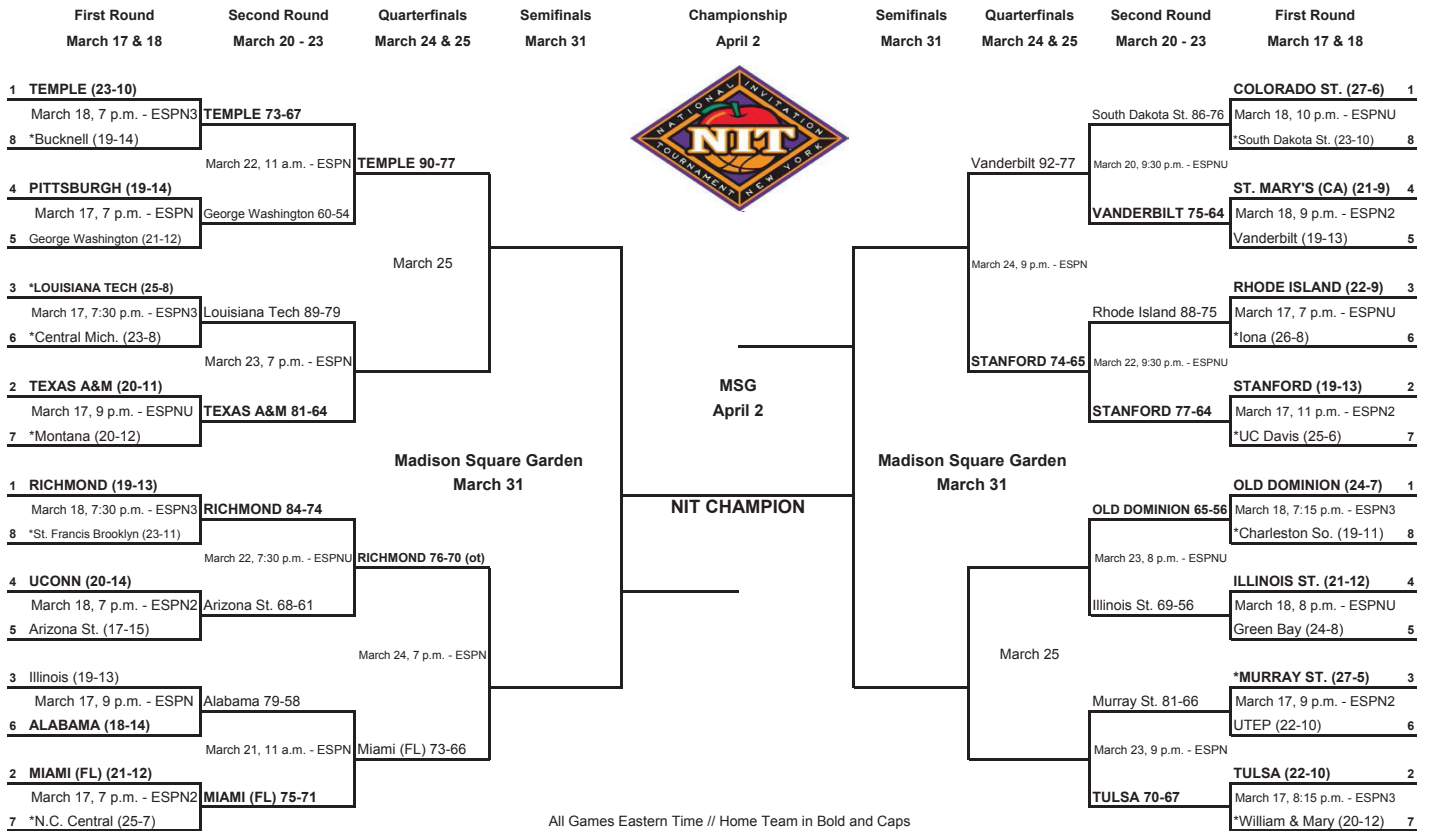 First Round
Second Round
Quarterfinals
Semifinals
Championship
Semifinals
Quarterfinals
Second Round
First Round
March 17 & 18
March 20 - 23
March 24 & 25
March 31
April 2
March 31
March 24 & 25
March 20 - 23
March 17 & 18
1 TEMPLE (23-10)
March 18, 7 p.m. - ESPN3
8 *Bucknell (19-14)
4 PITTSBURGH (19-14)
March 17, 7 p.m. - ESPN
5 George Washington (21-12)
3 *LOUISIANA TECH (25-8)
March 17, 7:30 p.m. - ESPN3
6 *Central Mich. (23-8)
2 TEXAS A&M (20-11)
March 17, 9 p.m. - ESPNU
7 *Montana (20-12)
1 RICHMOND (19-13)
March 18, 7:30 p.m. - ESPN3
8 *St. Francis Brooklyn (23-11)
4 UCONN (20-14)
March 18, 7 p.m. - ESPN2
5 Arizona St. (17-15)
3 Illinois (19-13)
March 17, 9 p.m. - ESPN
6 ALABAMA (18-14)
2 MIAMI (FL) (21-12)
March 17, 7 p.m. - ESPN2
7 *N.C. Central (25-7)
TEMPLE 73-67
March 22, 11 a.m. - ESPN
George Washington 60-54
Louisiana Tech 89-79
March 23, 7 p.m. - ESPN
TEXAS A&M 81-64
RICHMOND 84-74
March 22, 7:30 p.m. - ESPNU
Arizona St. 68-61
Alabama 79-58
March 21, 11 a.m. - ESPN
MIAMI (FL) 75-71
TEMPLE 90-77
March 25
RICHMOND 76-70 (ot)
March 24, 7 p.m. - ESPN
Miami (FL) 73-66
Madison Square Garden
March 31
NATIONAL INVITATION
NIT
TOURNAMENT NEW YORK
MSG
April 2
NIT CHAMPION
Madison Square Garden
March 31
Vanderbilt 92-77
March 24, 9 p.m. - ESPN
STANFORD 74-65
March 25
South Dakota St. 86-76
March 20, 9:30 p.m. - ESPNU
VANDERBILT 75-64
Rhode Island 88-75
March 22, 9:30 p.m. - ESPNU
STANFORD 77-64
OLD DOMINION 65-56
March 23, 8 p.m. - ESPNU
Illinois St. 69-56
Murray St. 81-66
March 23, 9 p.m. - ESPN
TULSA 70-67
COLORADO ST. (27-6) 1
March 18, 10 p.m. - ESPNU
*South Dakota St. (23-10) 8
ST. MARY'S (CA) (21-9) 4
March 18, 9 p.m. - ESPN2
Vanderbilt (19-13) 5
RHODE ISLAND (22-9) 3
March 17, 7 p.m. - ESPNU
*Iona (26-8) 6
STANFORD (19-13) 2
March 17, 11 p.m. - ESPN2
*UC Davis (25-6) 7
OLD DOMINION (24-7) 1
March 18, 7:15 p.m. - ESPN3
*Charleston So. (19-11) 8
ILLINOIS ST. (21-12) 4
March 18, 8 p.m. - ESPNU
Green Bay (24-8) 5
*MURRAY ST. (27-5) 3
March 17, 9 p.m. - ESPN2
UTEP (22-10) 6
TULSA (22-10) 2
March 17, 8:15 p.m. - ESPN3
*William & Mary (20-12) 7
All Games Eastern Time // Home Team in Bold and Caps